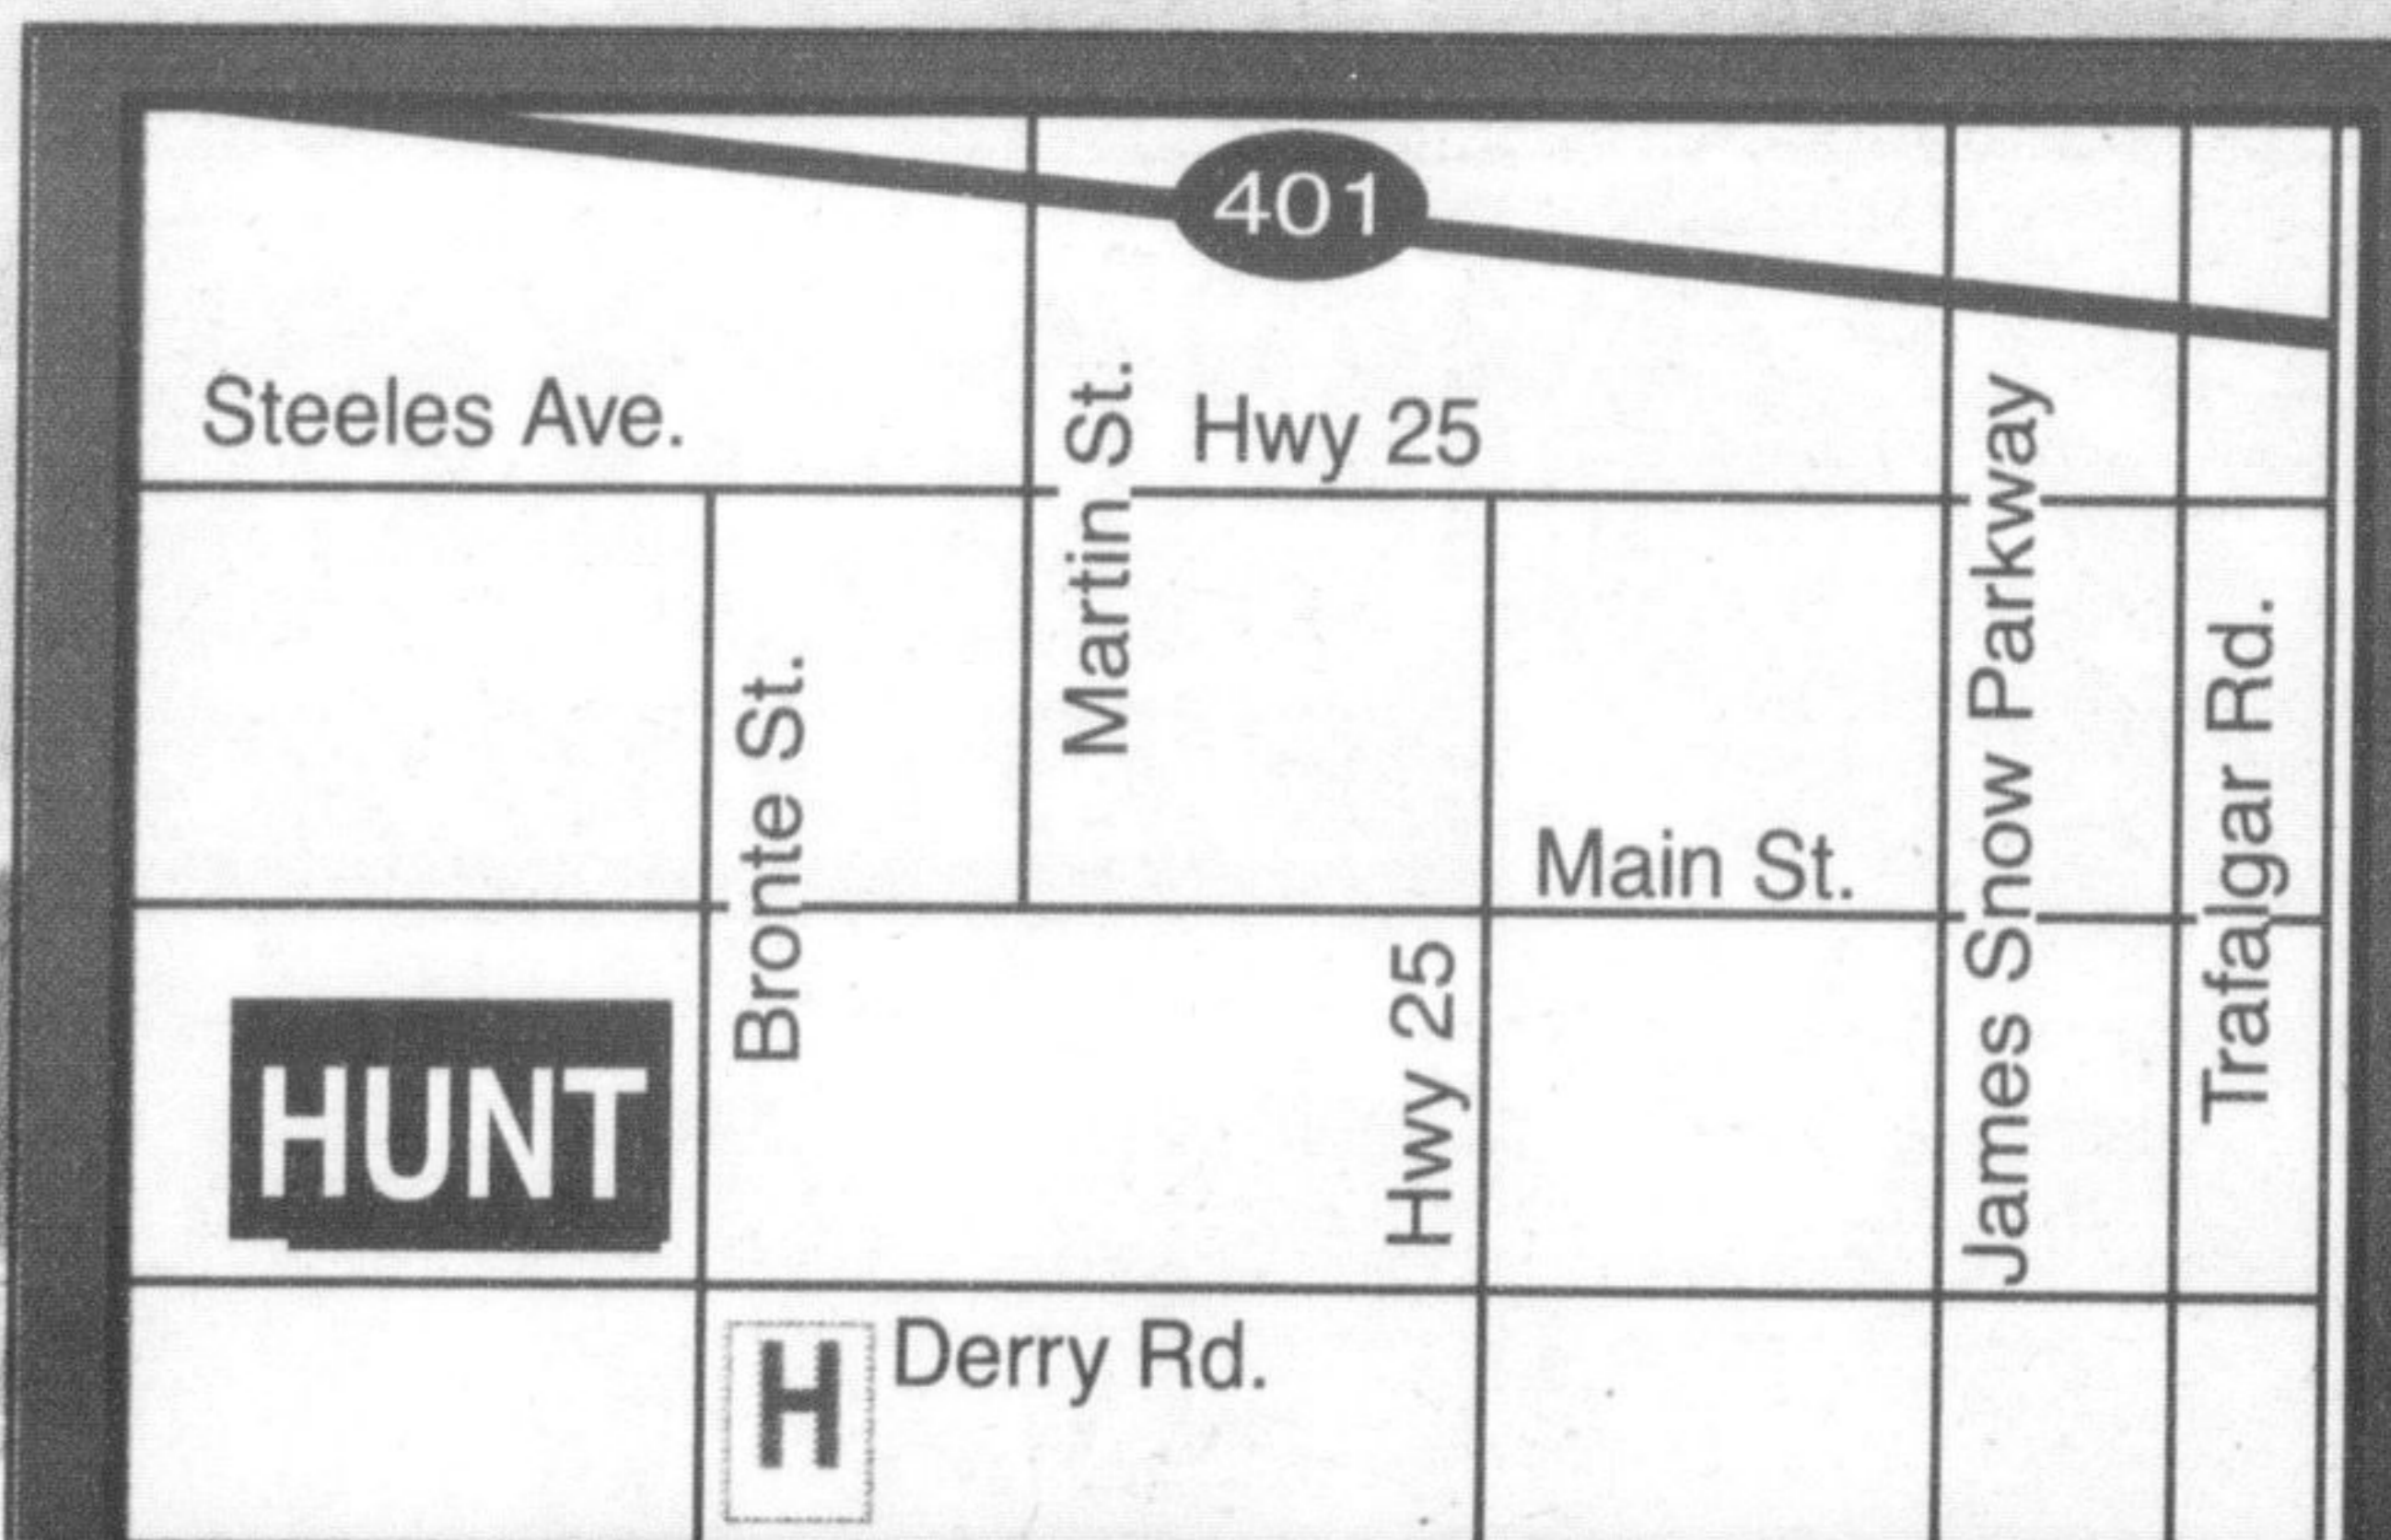 401
Steeles Ave.
Martin St.
Hwy 25
James Snow Parkway
Bronte St.
Trafalgar Rd.
Main St.
Hwy 25
HUNT
H
Derry Rd.